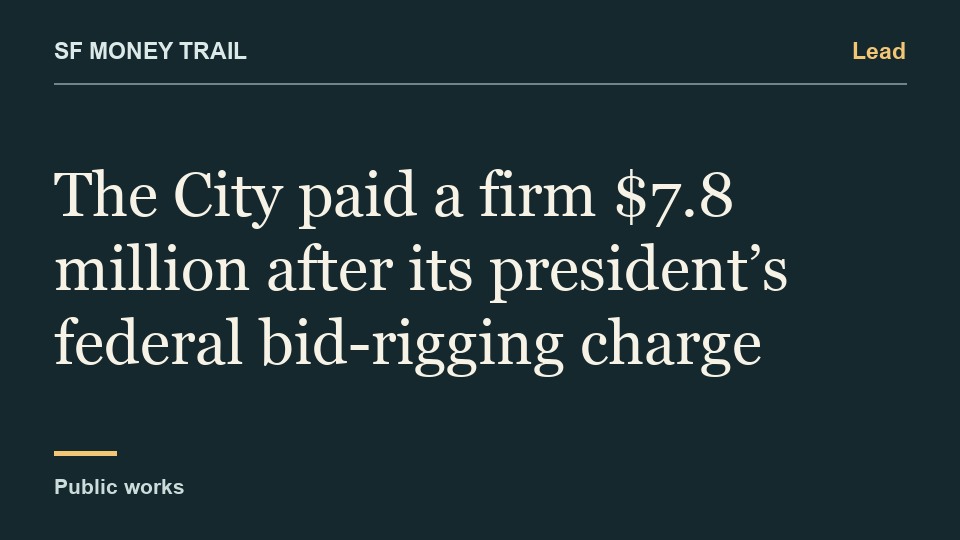 SF MONEY TRAIL
Lead
The City paid a firm $7.8
million after its president’s
federal bid-rigging charge
Public works